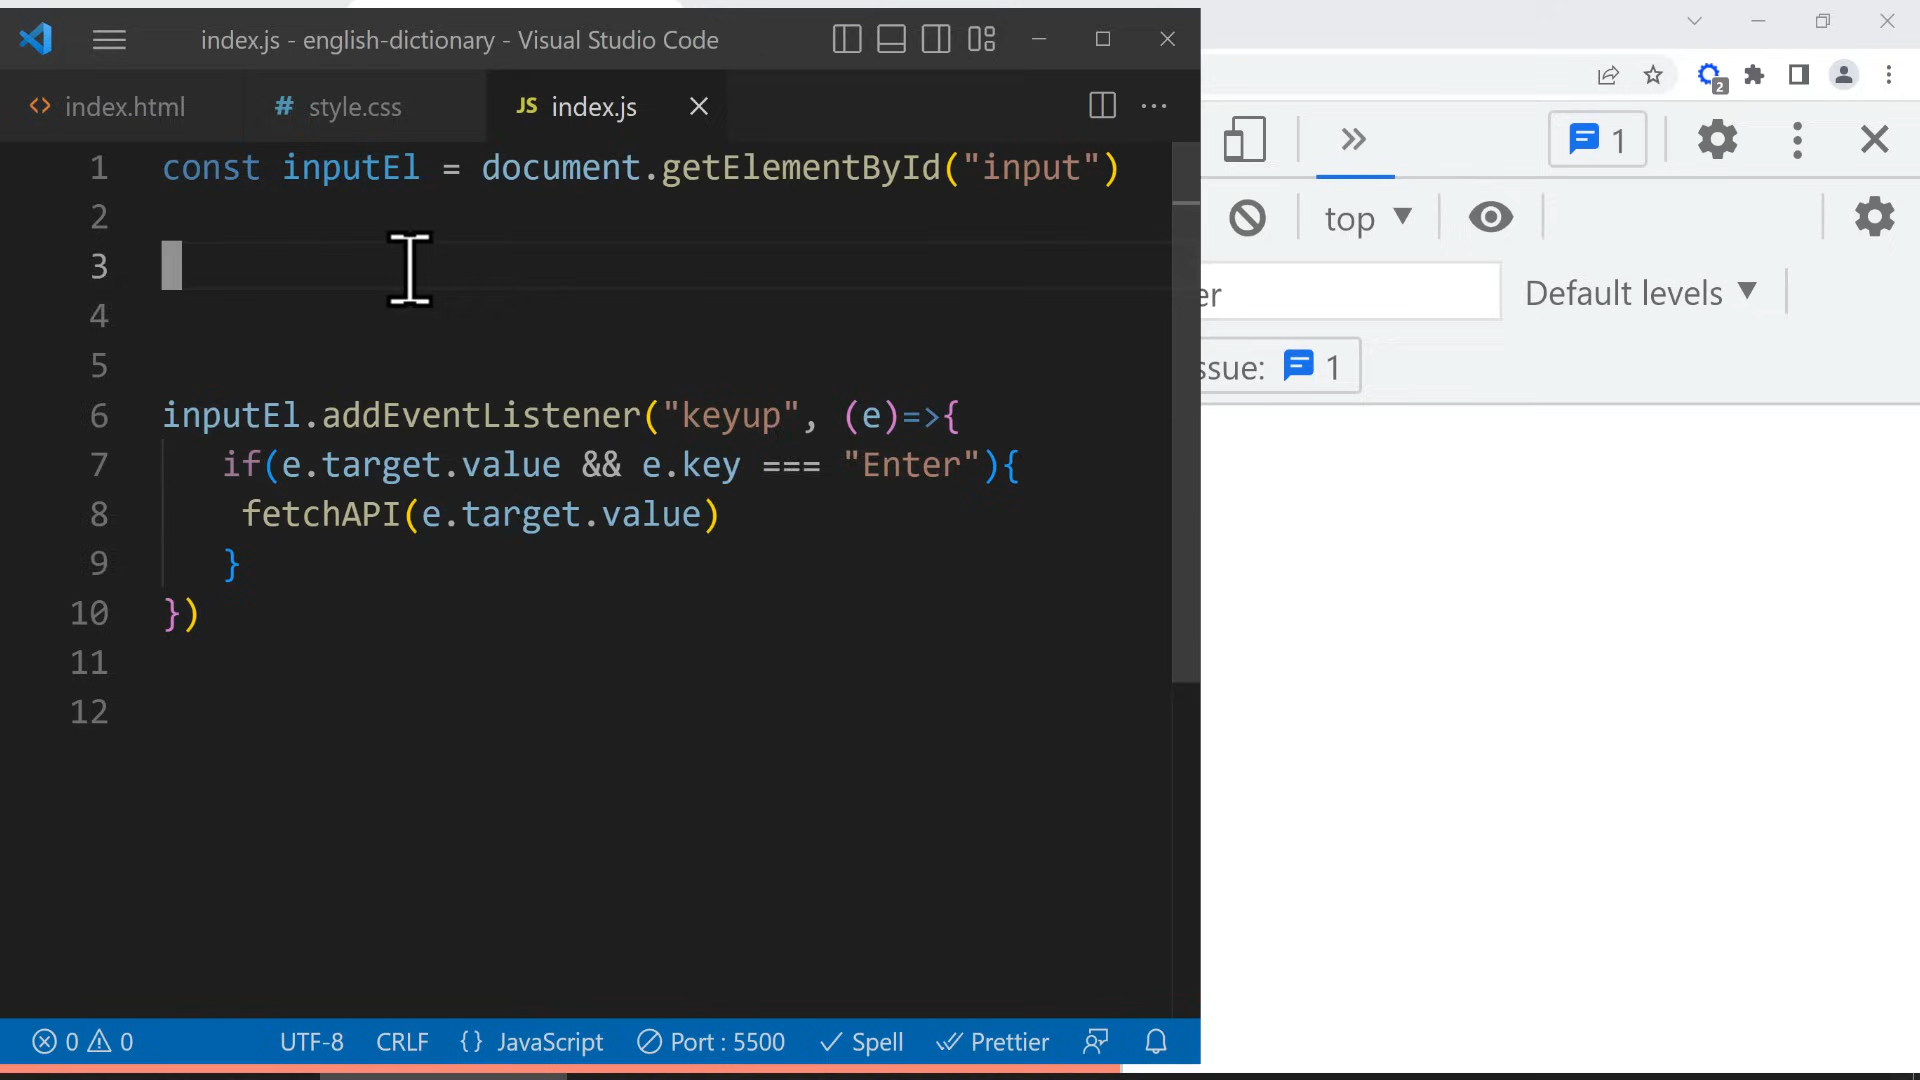 index.js - english-dictionary - Visual Studio Code
index.html
# style.css
JS index.js
1 const inputEl = document.getElementById("input")
2
3
4
5
6 inputEl.addEventListener("keyup", (e)=>{
7 if(e.target.value && e.key === "Enter"){
8 fetchAPI(e.target.value)
9 }
10 })
11
12
0 0 UTF-8 CRLF {} JavaScript Port : 5500 Spell Prettier
2
1
top
er Default levels
ssue: 1